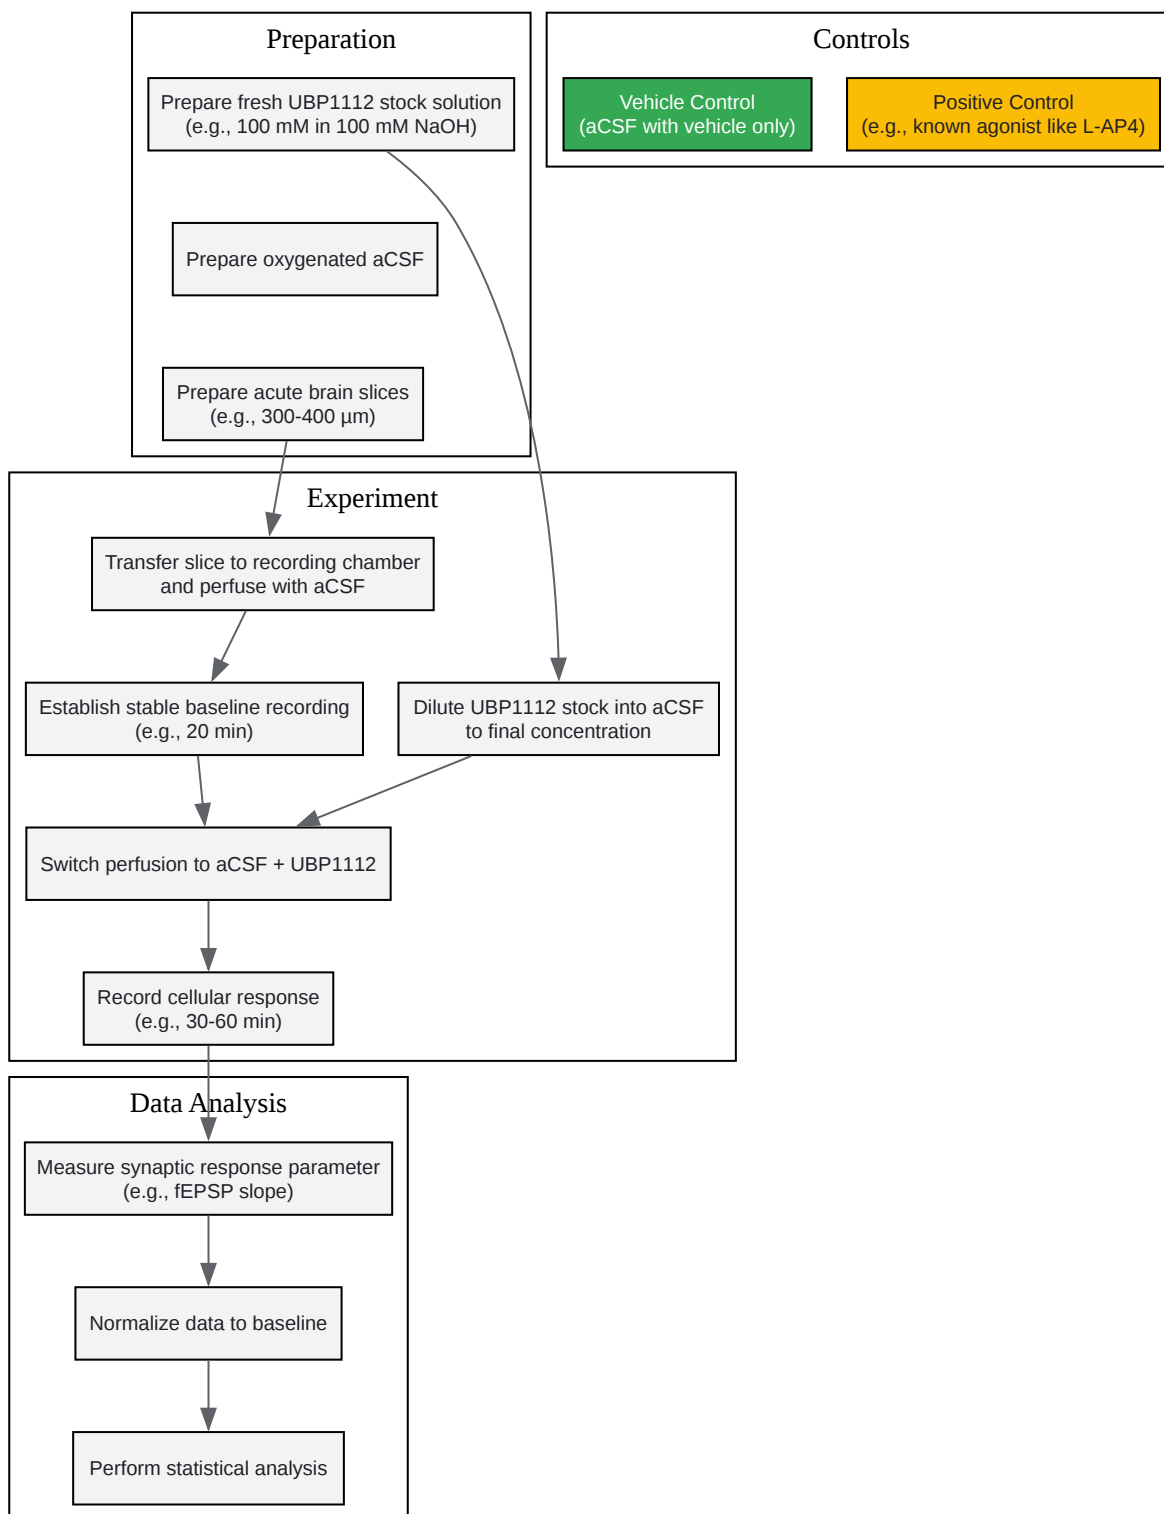 Preparation
Prepare fresh UBP1112 stock solution
(e.g., 100 mM in 100 mM NaOH)
Prepare oxygenated aCSF
Prepare acute brain slices
(e.g., 300-400 µm)
Controls
Vehicle Control
(aCSF with vehicle only)
Positive Control
(e.g., known agonist like L-AP4)
Experiment
Transfer slice to recording chamber
and perfuse with aCSF
Establish stable baseline recording
(e.g., 20 min)
Dilute UBP1112 stock into aCSF
to final concentration
Switch perfusion to aCSF + UBP1112
Record cellular response
(e.g., 30-60 min)
Data Analysis
Measure synaptic response parameter
(e.g., fEPSP slope)
Normalize data to baseline
Perform statistical analysis